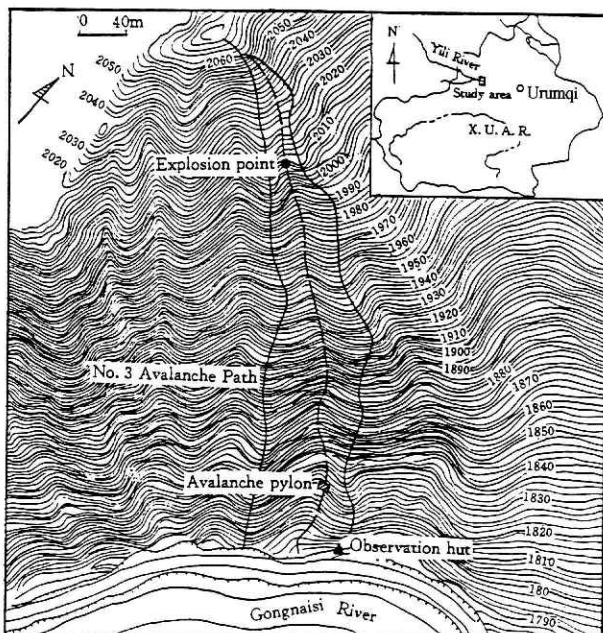 0 40m
N
2050
2040
2030
2020
2060
2050
2040
2030
2020
2010
2000
1990
1980
1970
1960
1950
1940
1930
1920
1910
1900
1890
1880
1870
1860
1850
1840
1830
1820
1810
180
1790
Explosion point
No. 3 Avalanche Path
Avalanche pylon
Observation hut
Gongnaisi River
N
Yili River
Urumqi
Study area
X. U. A. R.